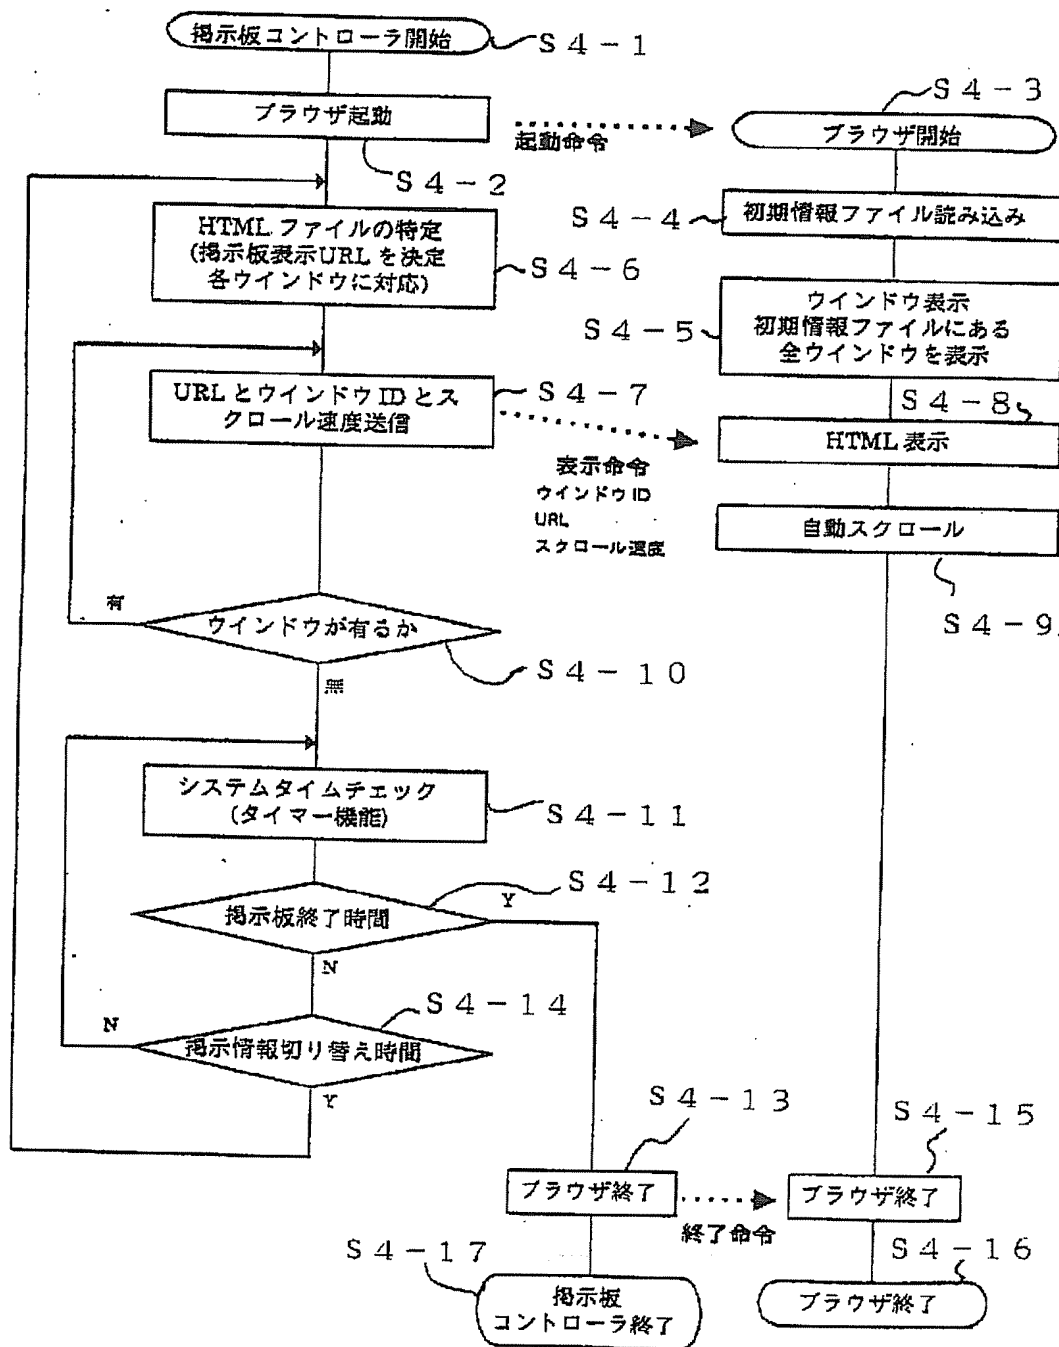 掲示板コントローラ開始
S4-1
ブラウザ起動
S4-2
起動命令
S4-3
ブラウザ開始
S4-4
初期情報ファイル読み込み
HTML ファイルの特定
(掲示板表示URLを決定
各ウインドウに対応)
S4-6
S4-5
ウインドウ表示
初期情報ファイルにある
全ウインドウを表示
URLとウインドウIDとス
クロール速度送信
S4-7
表示命令
ウインドウID
URL
スクロール速度
S4-8
HTML 表示
自動スクロール
S4-9
有
ウインドウが有るか
S4-10
無
システムタイムチェック
(タイマー機能)
S4-11
掲示板終了時間
S4-12
Y
N
S4-14
N
掲示情報切り替え時間
Y
S4-13
ブラウザ終了
終了命令
S4-15
ブラウザ終了
S4-17
掲示板
コントローラ終了
S4-16
ブラウザ終了